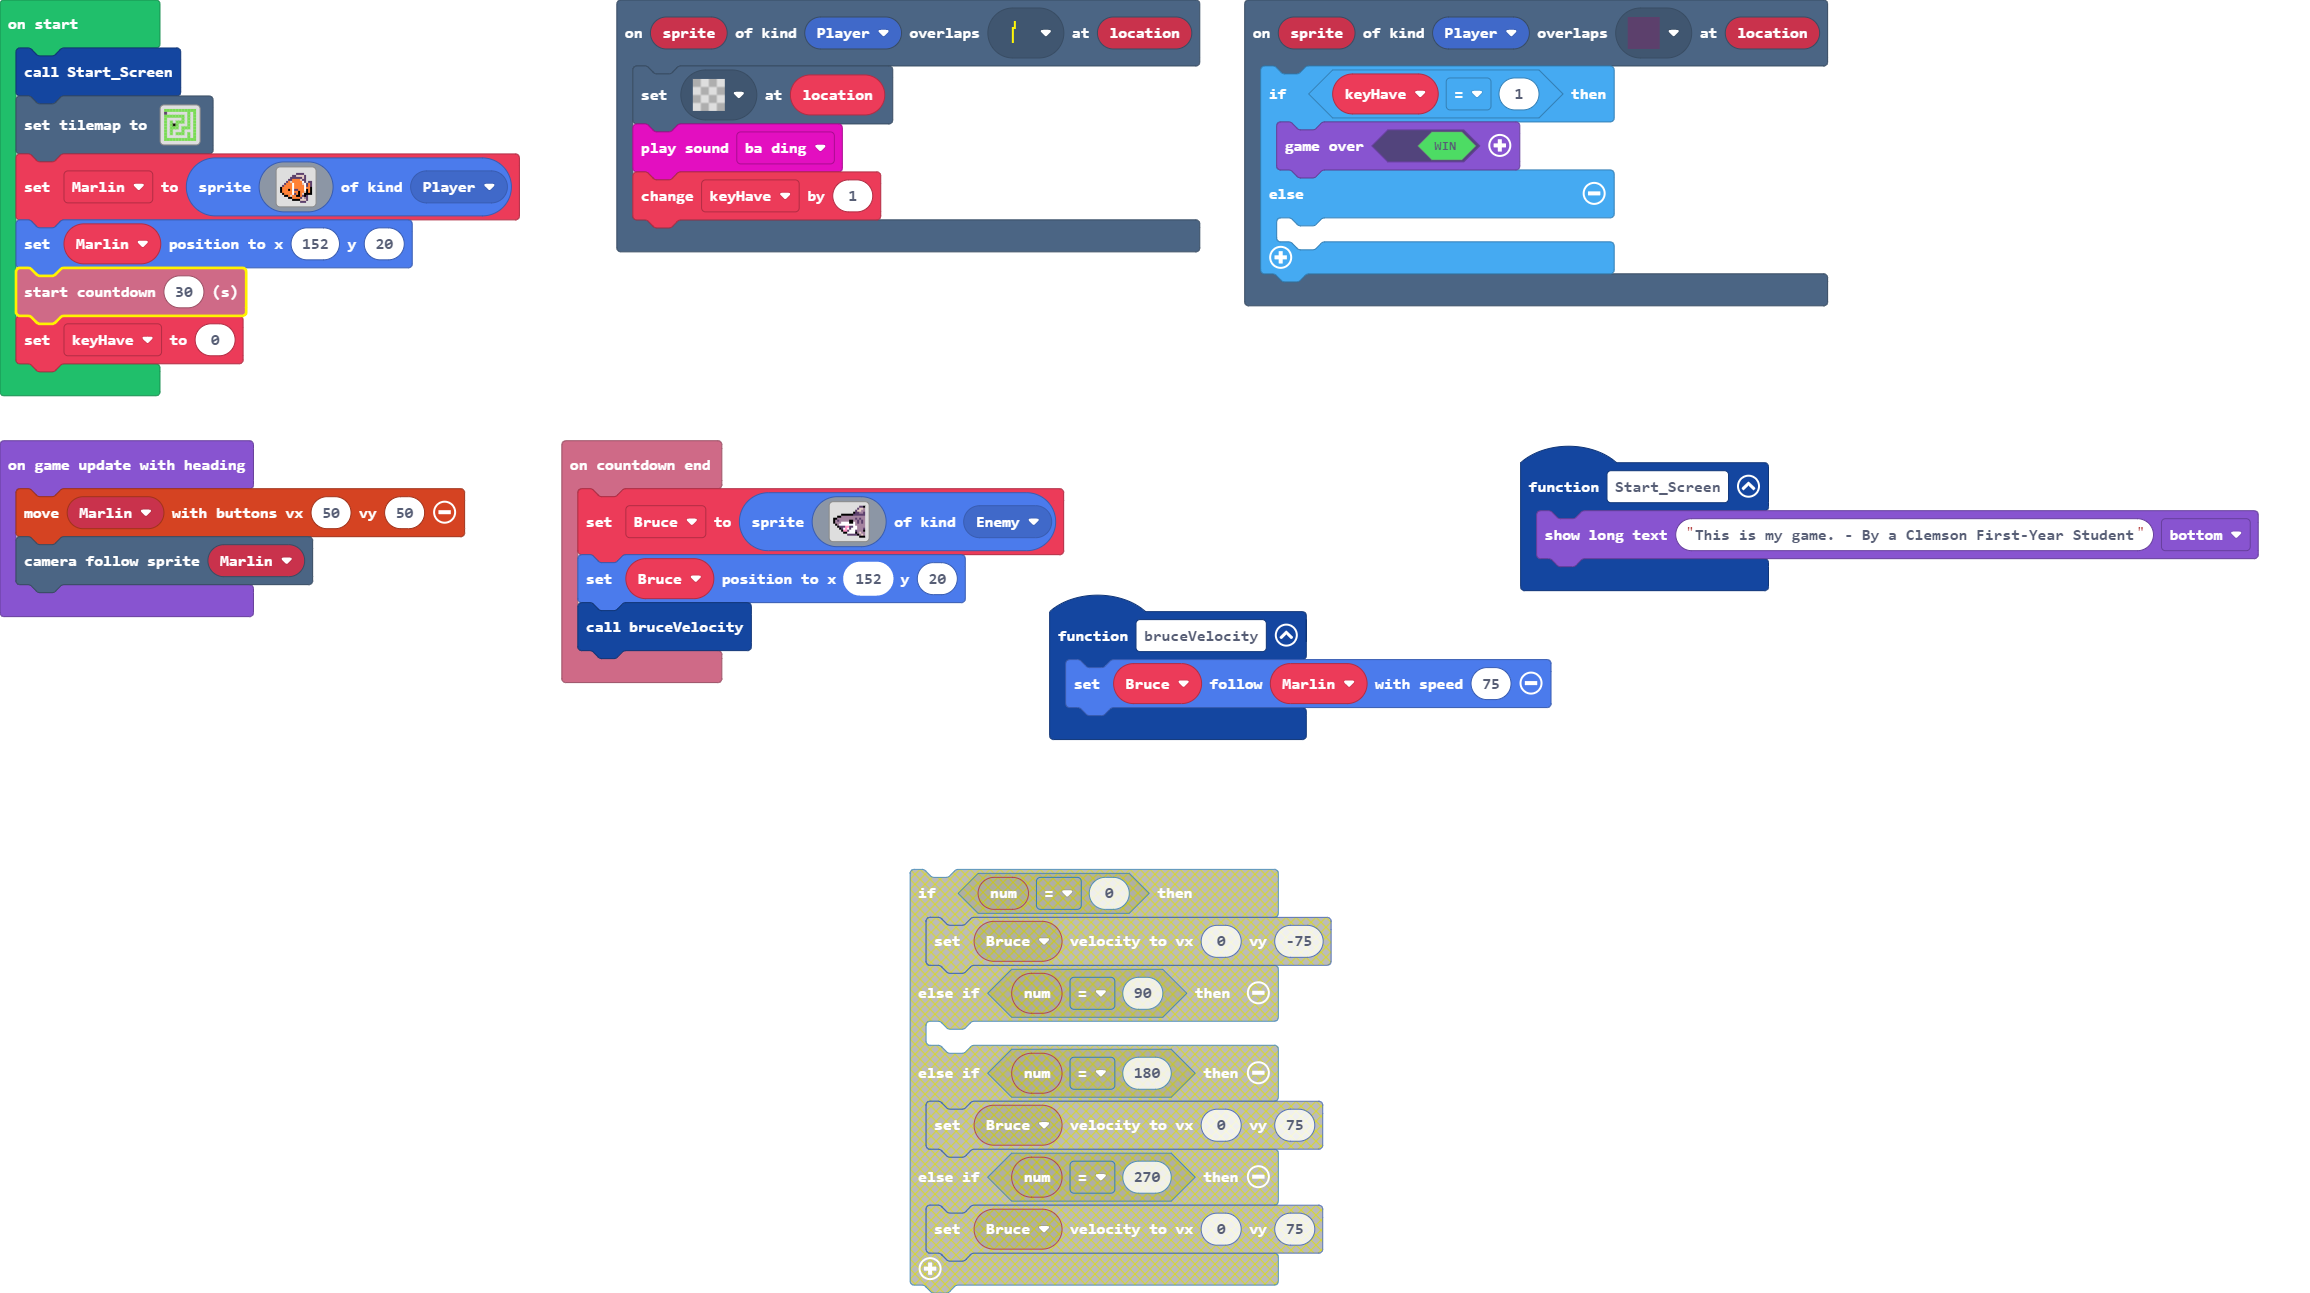 on start
call Start_Screen
set tilemap to
set Marlin to sprite of kind Player
set Marlin position to x 152 y 20
start countdown 30 (s)
set keyHave to 0
on sprite of kind Player overlaps at location
set at location
play sound ba ding
change keyHave by 1
on sprite of kind Player overlaps at location
if keyHave = 1 then
game over WIN
else
on game update with heading
move Marlin with buttons vx 50 vy 50
camera follow sprite Marlin
on countdown end
set Bruce to sprite of kind Enemy
set Bruce position to x 152 y 20
call bruceVelocity
function bruceVelocity
set Bruce follow Marlin with speed 75
function Start_Screen
show long text "This is my game. - By a Clemson First-Year Student" bottom
if num = 0 then
set Bruce velocity to vx 0 vy -75
else if num = 90 then
else if num = 180 then
set Bruce velocity to vx 0 vy 75
else if num = 270 then
set Bruce velocity to vx 0 vy 75